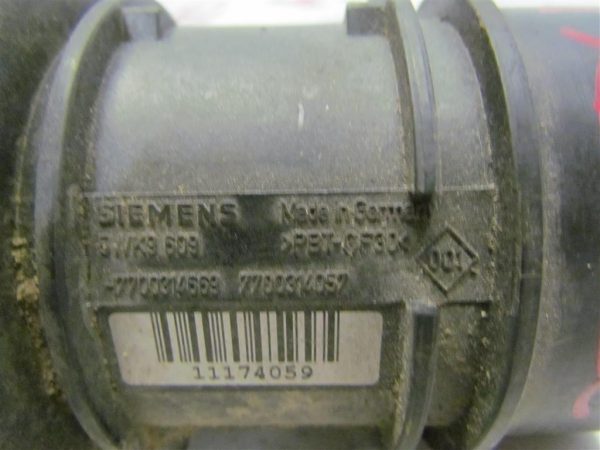 SIEMENS Made in Germany
5WK9 609 >PBT-GF30<
7700314669 7700314057
001
11174059